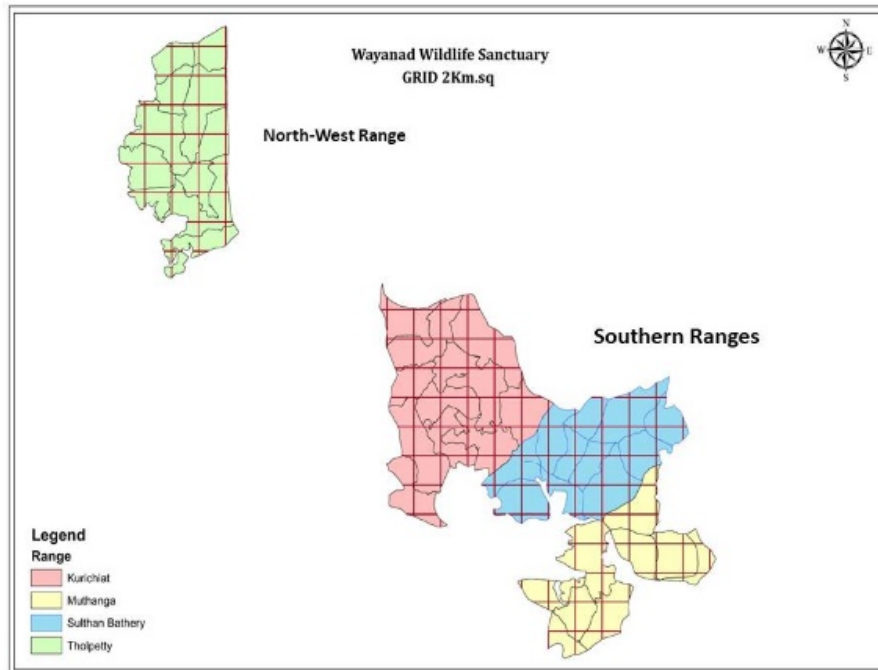 Wayanad Wildlife Sanctuary
GRID 2Km.sq
N
W E
S
North-West Range
Southern Ranges
Legend
Range
Kurichiat
Muthanga
Sulthan Bathery
Tholpetty